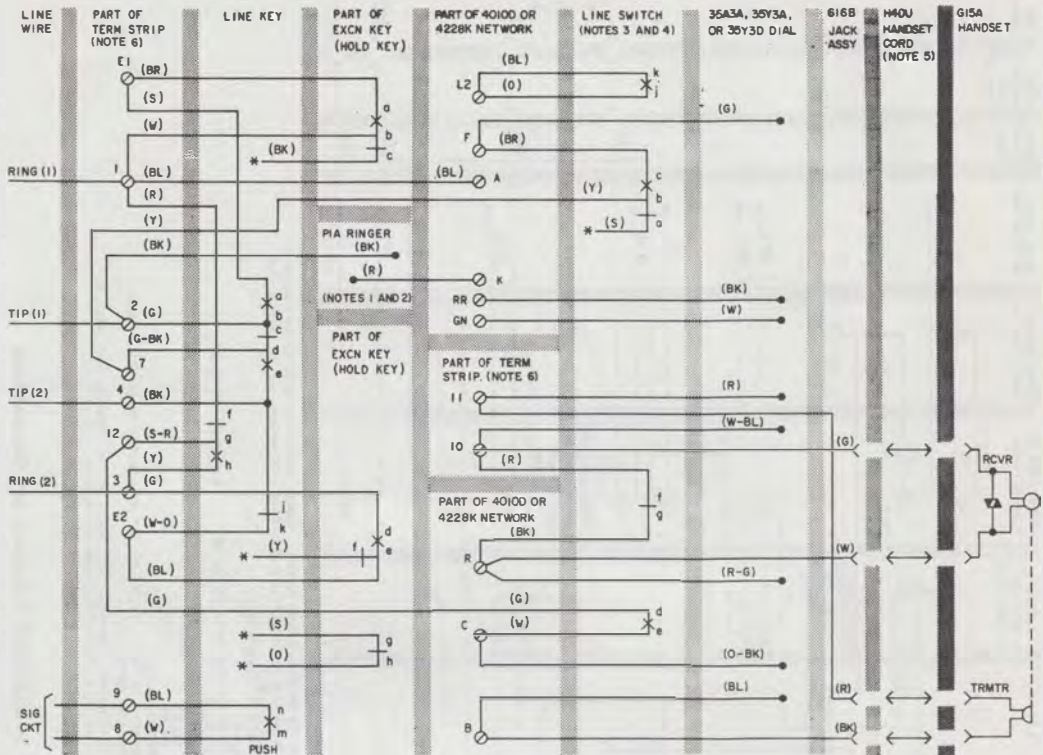 LINE WIRE
PART OF TERM STRIP (NOTE 6)
LINE KEY
PART OF EXCN KEY (HOLD KEY)
PART OF 4010D OR 4228K NETWORK
LINE SWITCH (NOTES 3 AND 4)
35A3A, 35Y3A, OR 35Y3D DIAL
616B JACK ASSY
H4OU HANDSET CORD (NOTE 5)
G15A HANDSET
E1 (BR)
(S)
(W)
a
b
c
(BK)
*
L2
(BL)
(O)
k
j
F
(BR)
(G)
RING (1)
1
(BL)
(BL)
A
(R)
(Y)
(Y)
c
b
a
(S)
*
(BK)
PIA RINGER
(BK)
(R)
K
(NOTES 1 AND 2)
RR
(BK)
GN
(W)
TIP (1)
2 (G)
a
b
c
(G-BK)
7
d
e
PART OF EXCN KEY (HOLD KEY)
PART OF TERM STRIP. (NOTE 6)
TIP (2)
4
(BK)
11
(R)
f
g
h
12 (S-R)
(Y)
10
(W-BL)
(R)
(G)
RCVR
RING (2)
3 (G)
PART OF 4010D OR 4228K NETWORK
f
g
E2 (W-O)
j
k
d
e
f
(Y)
*
(BL)
(BK)
R
(W)
(R-G)
(G)
(G)
d
e
C
(W)
(S)
*
g
h
(O)
*
(O-BK)
SIG CKT
9 (BL)
n
m
8 (W)
PUSH
B
(BL)
(R)
TRMTR
(BK)